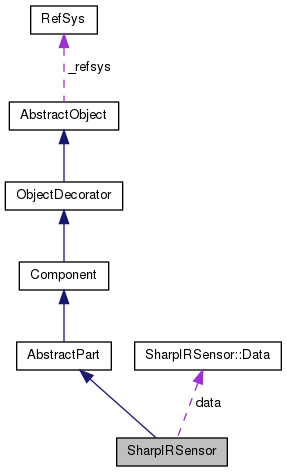 RefSys
_refsys
AbstractObject
ObjectDecorator
Component
AbstractPart
SharpIRSensor::Data
data
SharpIRSensor